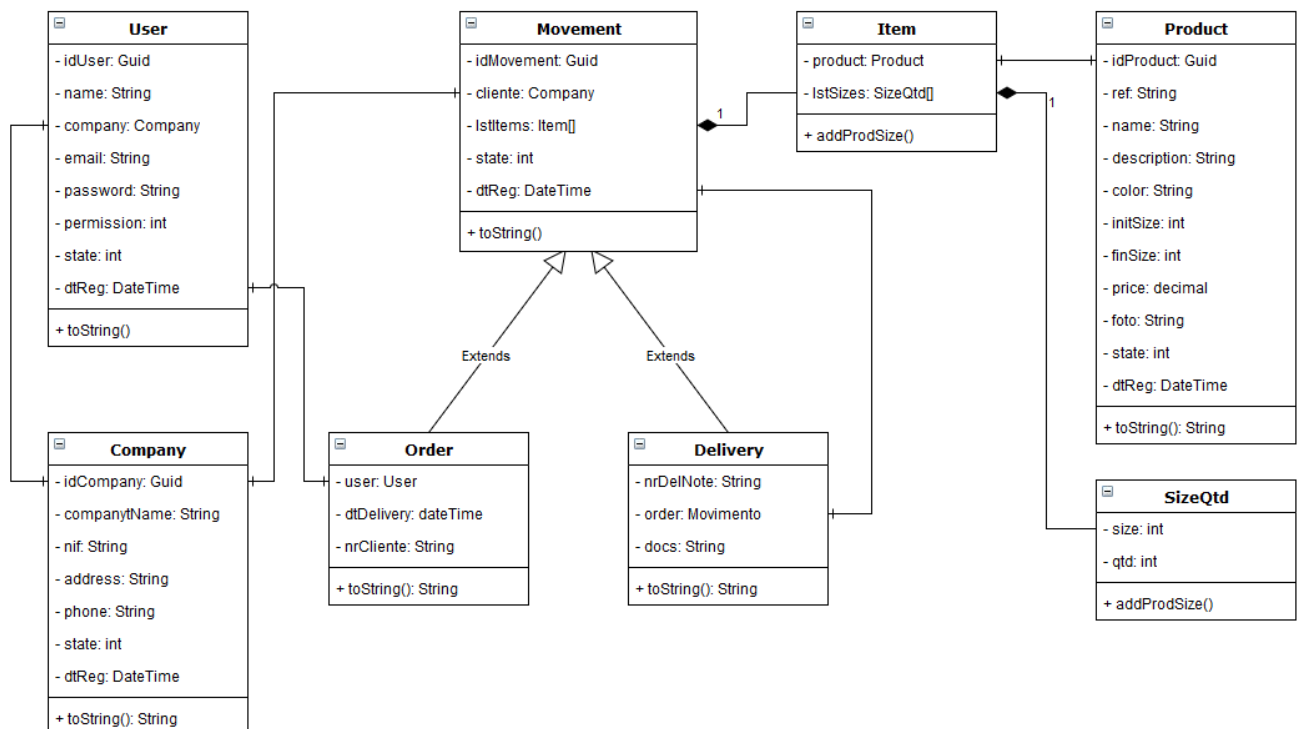 User
- idUser: Guid
- name: String
- company: Company
- email: String
- password: String
- permission: int
- state: int
- dtReg: DateTime
+ toString()
Movement
- idMovement: Guid
- cliente: Company
- lstItems: Item[]
- state: int
- dtReg: DateTime
+ toString()
1
Item
- product: Product
- lstSizes: SizeQtd[]
+ addProdSize()
1
Product
- idProduct: Guid
- ref: String
- name: String
- description: String
- color: String
- initSize: int
- finSize: int
- price: decimal
- foto: String
- state: int
- dtReg: DateTime
+ toString(): String
Extends
Extends
Company
- idCompany: Guid
- companytName: String
- nif: String
- address: String
- phone: String
- state: int
- dtReg: DateTime
+ toString(): String
Order
- user: User
- dtDelivery: dateTime
- nrCliente: String
+ toString(): String
Delivery
- nrDelNote: String
- order: Movimento
- docs: String
+ toString(): String
SizeQtd
- size: int
- qtd: int
+ addProdSize()